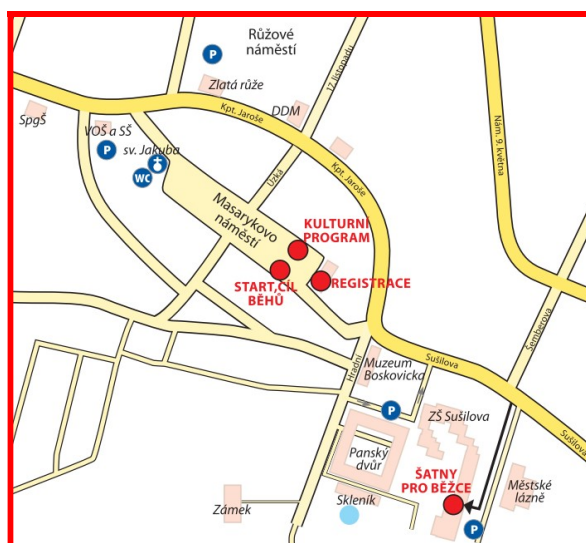 Růžové
náměstí
P
Zlatá růže
17.listopadu
Kpt. Jaroše
DDM
SpgŠ
VOŠ a SŠ
P
sv. Jakuba
WC
Úzká
Kpt. Jaroše
Nám. 9. května
Masarykovo
náměstí
KULTURNÍ
PROGRAM
START,CÍL
BĚHŮ
REGISTRACE
Šemberova
Sušilova
Muzeum
Boskovicka
Hradní
P
ZŠ Sušilova
Sušilova
Panský
dvůr
ŠATNY
PRO BĚŽCE
Městské
lázně
Skleník
Zámek
P